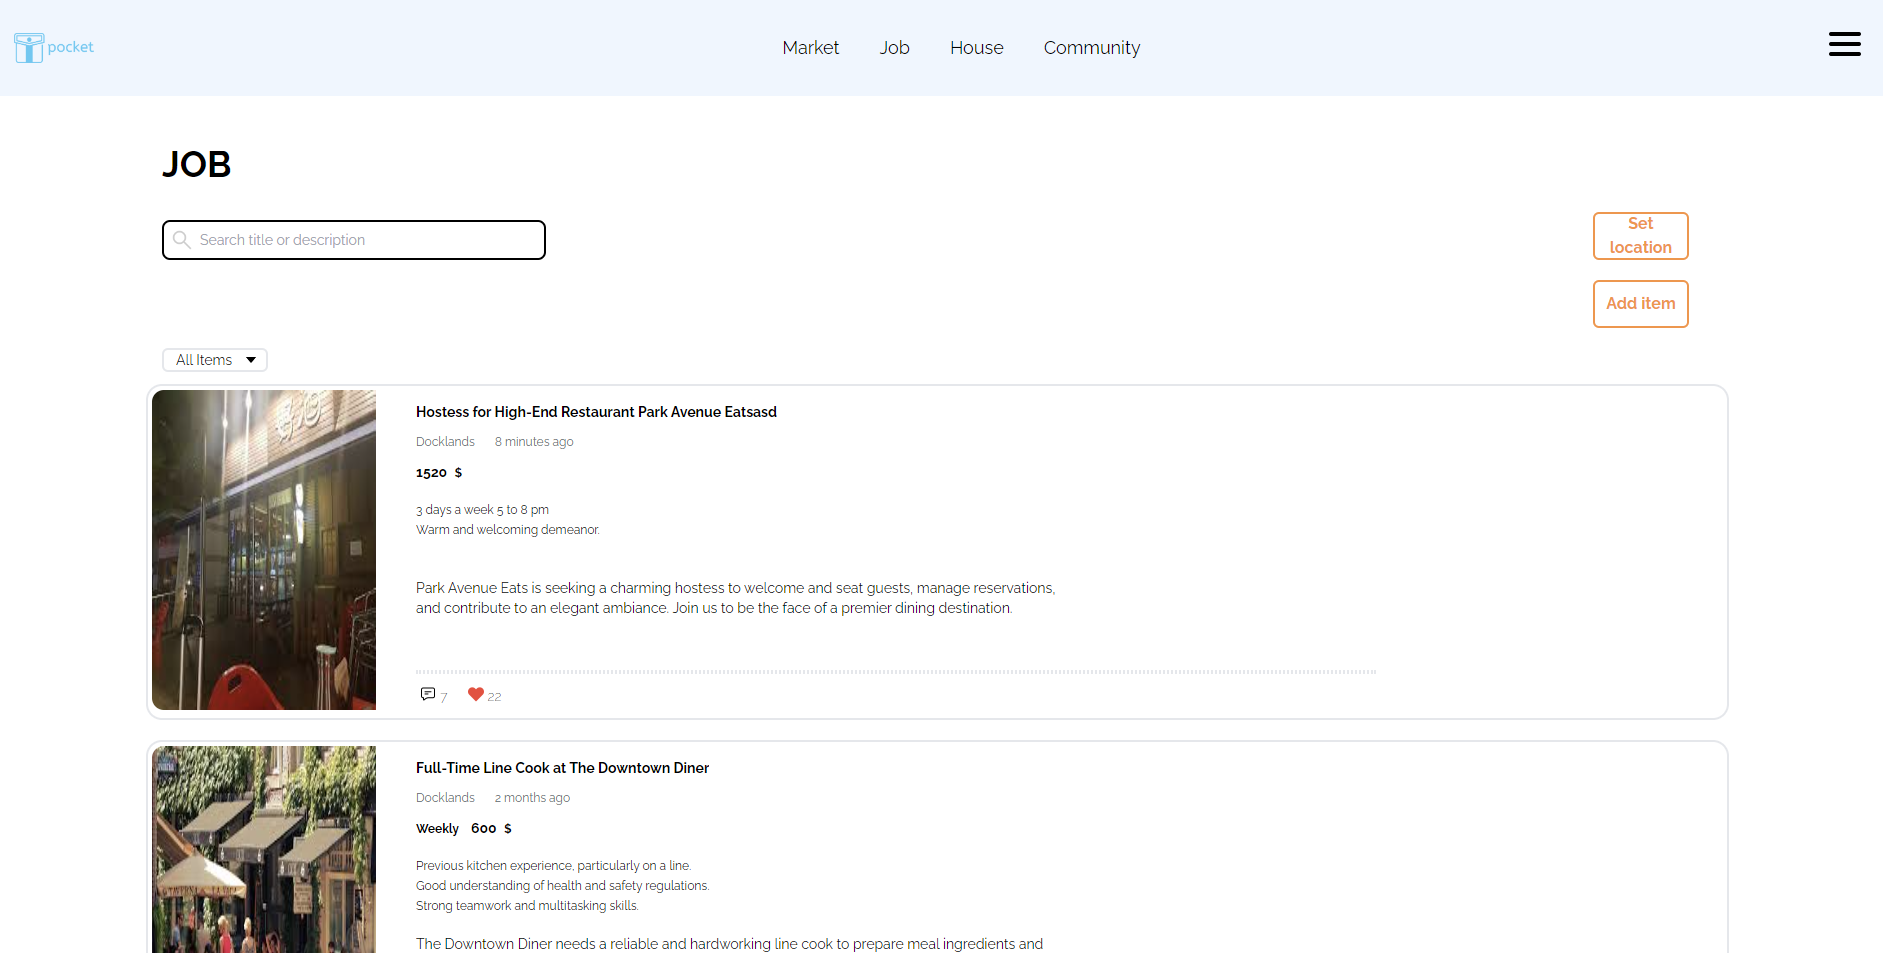 pocket
Market Job House Community
JOB
Search title or description
Set
location
Add item
All Items
Hostess for High-End Restaurant Park Avenue Eatsasd
Docklands 8 minutes ago
1520 $
3 days a week 5 to 8 pm
Warm and welcoming demeanor.
Park Avenue Eats is seeking a charming hostess to welcome and seat guests, manage reservations,
and contribute to an elegant ambiance. Join us to be the face of a premier dining destination.
7 22
Full-Time Line Cook at The Downtown Diner
Docklands 2 months ago
Weekly 600 $
Previous kitchen experience, particularly on a line.
Good understanding of health and safety regulations.
Strong teamwork and multitasking skills.
The Downtown Diner needs a reliable and hardworking line cook to prepare meal ingredients and